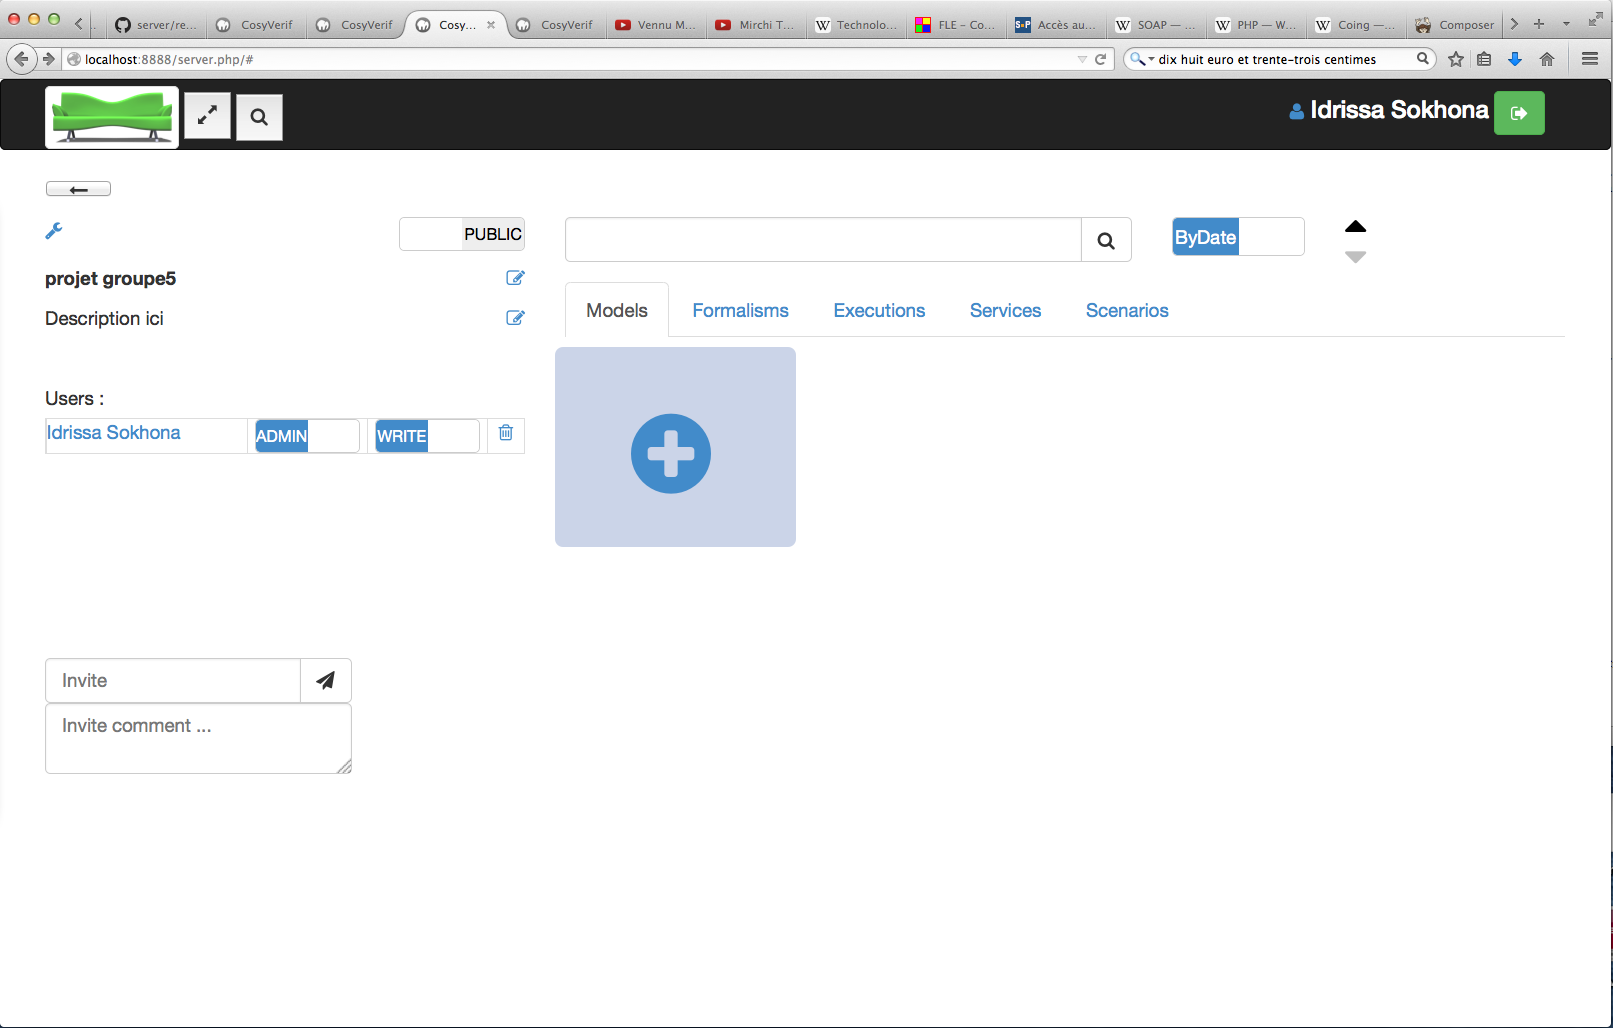 server/re...
CosyVerif
CosyVerif
Cosy...
CosyVerif
Vennu M...
Mirchi T...
Technolo...
FLE - Co...
Accès au...
SOAP — ...
PHP — W...
Coing —...
Composer
localhost:8888/server.php/#
dix huit euro et trente-trois centimes
Idrissa Sokhona
PUBLIC
ByDate
projet groupe5
Description ici
Models
Formalisms
Executions
Services
Scenarios
Users :
Idrissa Sokhona
ADMIN
WRITE
Invite
Invite comment ...